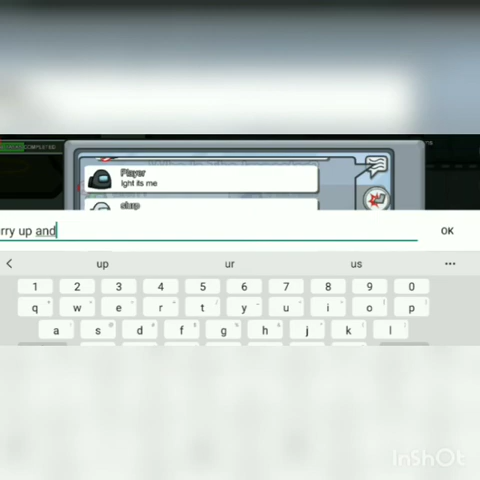 COMPLETED
Player
Ight its me
slurp
rry up and
OK
up ur us
1 2 3 4 5 6 7 8 9 0
q w e r t y u i o p
a s d f g h j k l
InShOt